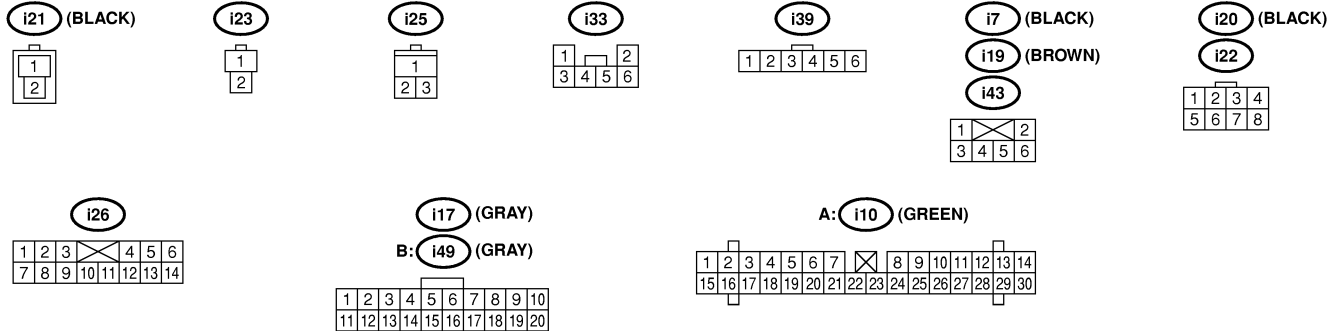 i21 (BLACK) i23 i25 i33 i39 i7 (BLACK) i20 (BLACK)
i19 (BROWN) i22
i43
1 1 1 1 2 1 2 3 4 5 6 1 2 3 4
2 2 2 3 3 4 5 6 5 6 7 8
1 2
3 4 5 6
i26 i17 (GRAY) A: i10 (GREEN)
B: i49 (GRAY)
1 2 3 4 5 6 1 2 3 4 5 6 7 8 9 10 11 12 13 14
7 8 9 10 11 12 13 14 15 16 17 18 19 20 21 22 23 24 25 26 27 28 29 30
1 2 3 4 5 6 7 8 9 10
11 12 13 14 15 16 17 18 19 20